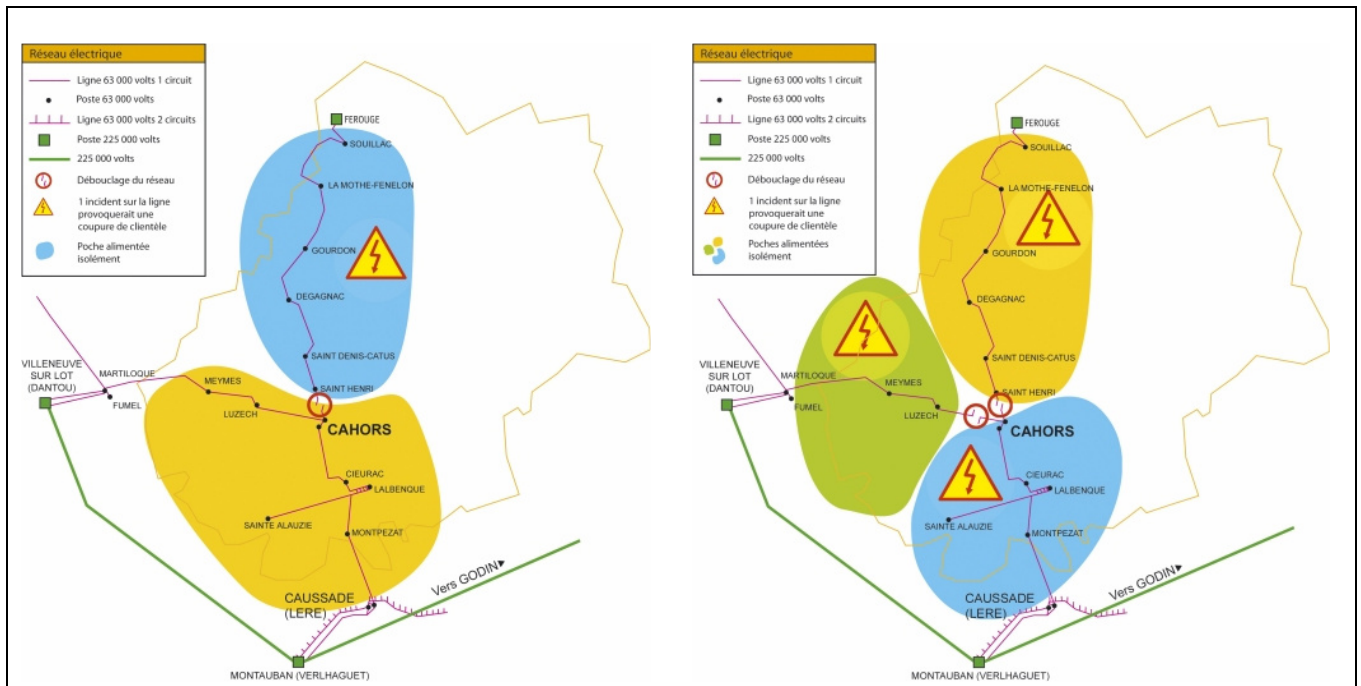 Réseau électrique
Ligne 63 000 volts 1 circuit
Poste 63 000 volts
Ligne 63 000 volts 2 circuits
Poste 225 000 volts
225 000 volts
Débouclage du réseau
1 incident sur la ligne
provoquerait une
coupure de clientèle
Poche alimentée
isolément
FEROUGE
SOUILLAC
LA MOTHE-FENELON
GOURDON
DEGAGNAC
SAINT DENIS-CATUS
SAINT HENRI
VILLENEUVE
SUR LOT
(DANTOU)
MARTILOQUE
FUMEL
MEYMES
LUZECH
CAHORS
CIEURAC
LALBENQUE
SAINTE ALAUZIE
MONTPEZAT
CAUSSADE
(LERE)
Vers GODIN
MONTAUBAN (VERLHAGUET)
Réseau électrique
Ligne 63 000 volts 1 circuit
Poste 63 000 volts
Ligne 63 000 volts 2 circuits
Poste 225 000 volts
225 000 volts
Débouclage du réseau
1 incident sur la ligne
provoquerait une
coupure de clientèle
Poches alimentées
isolément
FEROUGE
SOUILLAC
LA MOTHE-FENELON
GOURDON
DEGAGNAC
SAINT DENIS-CATUS
SAINT HENRI
VILLENEUVE
SUR LOT
(DANTOU)
MARTILOQUE
FUMEL
MEYMES
LUZECH
CAHORS
CIEURAC
LALBENQUE
SAINTE ALAUZIE
MONTPEZAT
CAUSSADE
(LERE)
Vers GODIN
MONTAUBAN (VERLHAGUET)